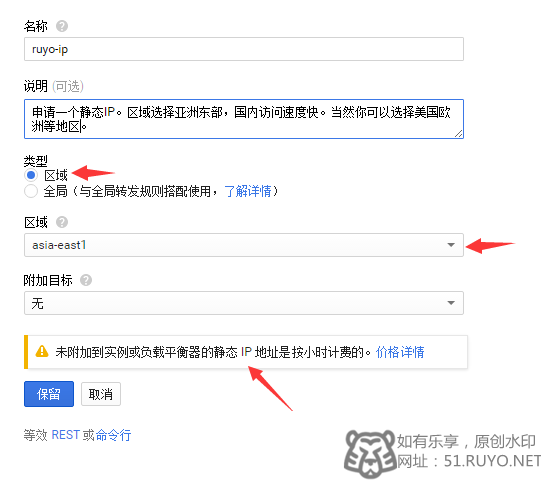 名称
ruyo-ip
说明 (可选)
申请一个静态IP。区域选择亚洲东部，国内访问速度快。当然你可以选择美国欧
洲等地区。
类型
区域
全局（与全局转发规则搭配使用，了解详情）
区域
asia-east1
附加目标
无
未附加到实例或负载平衡器的静态 IP 地址是按小时计费的。价格详情
保留 取消
等效 REST 或命令行
如有乐享，原创水印
网址：51.RUYO.NET